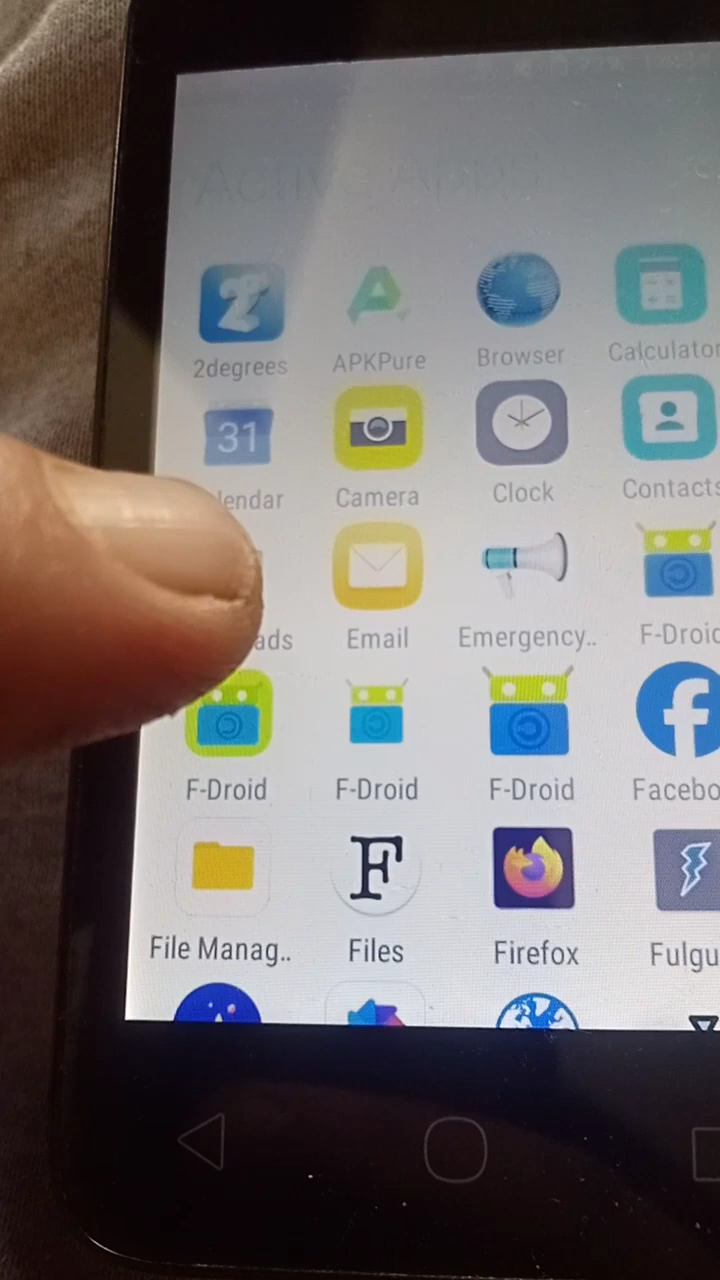 Active Apps
2degrees APKPure Browser Calculator
31
lendar Camera Clock Contacts
ads Email Emergency.. F-Droid
F-Droid F-Droid F-Droid Facebo
F
File Manag.. Files Firefox Fulgu